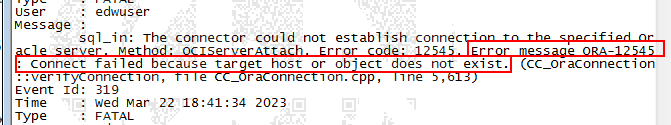 Type : FATAL
User : edwuser
Message :
sql_in: The connector could not establish connection to the specified Or
acle server. Method: OCIServerAttach. Error code: 12545. Error message ORA-12545
: Connect failed because target host or object does not exist. (CC_OraConnection
::verifyConnection, file CC_OraConnection.cpp, line 5,613)
Event Id: 319
Time : Wed Mar 22 18:41:34 2023
Type : FATAL